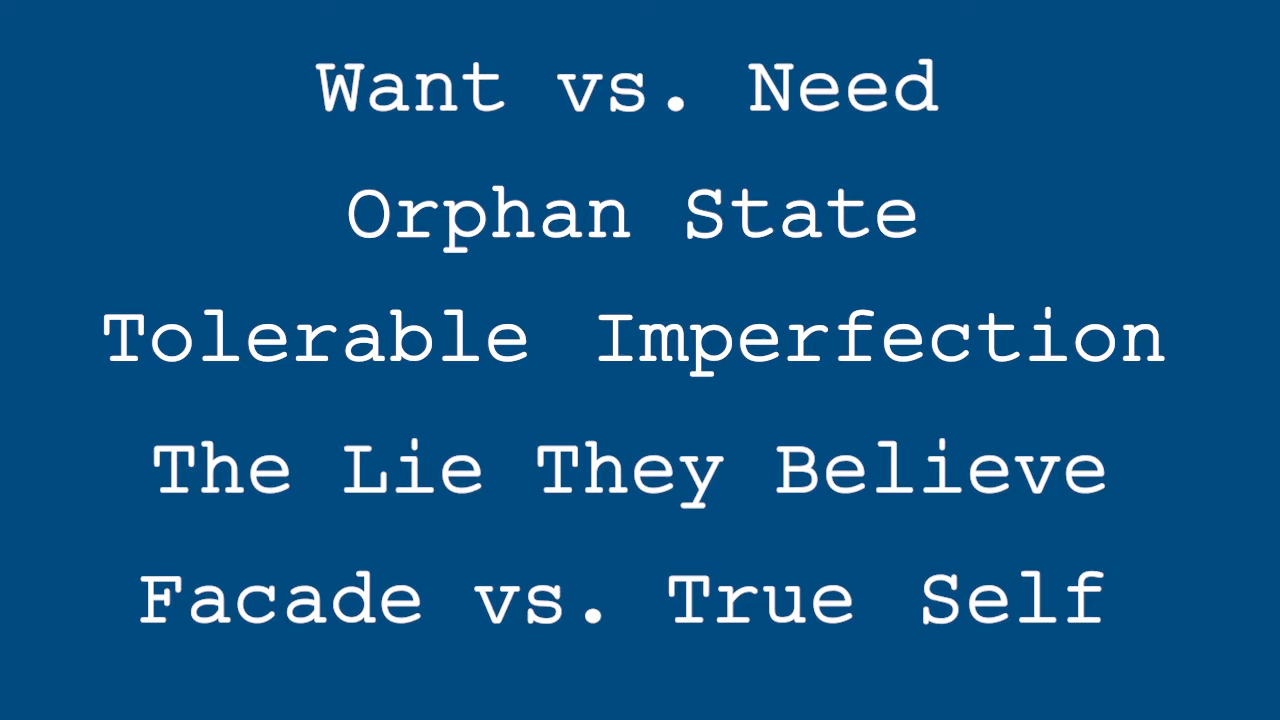 Want vs. Need
Orphan State
Tolerable Imperfection
The Lie They Believe
Facade vs. True Self